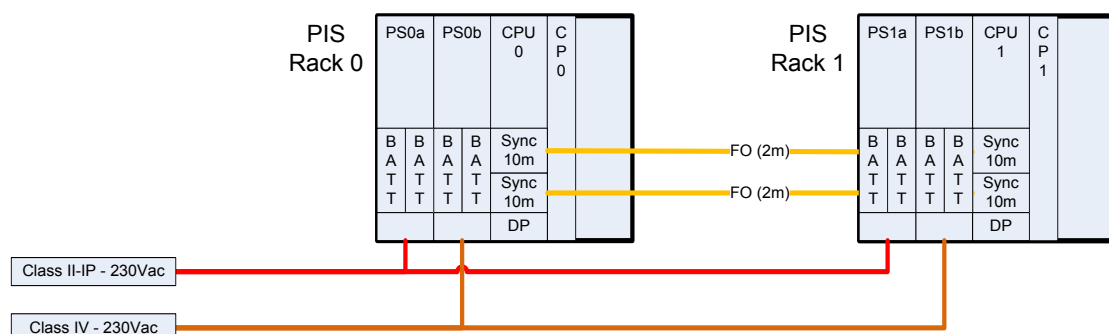 PIS
Rack 0
PS0a PS0b CPU
0
C
P
0
B
A
T
T
B
A
T
T
B
A
T
T
B
A
T
T
Sync
10m
Sync
10m
DP
FO (2m)
FO (2m)
PIS
Rack 1
PS1a PS1b CPU
1
C
P
1
B
A
T
T
B
A
T
T
B
A
T
T
B
A
T
T
Sync
10m
Sync
10m
DP
Class II-IP - 230Vac
Class IV - 230Vac